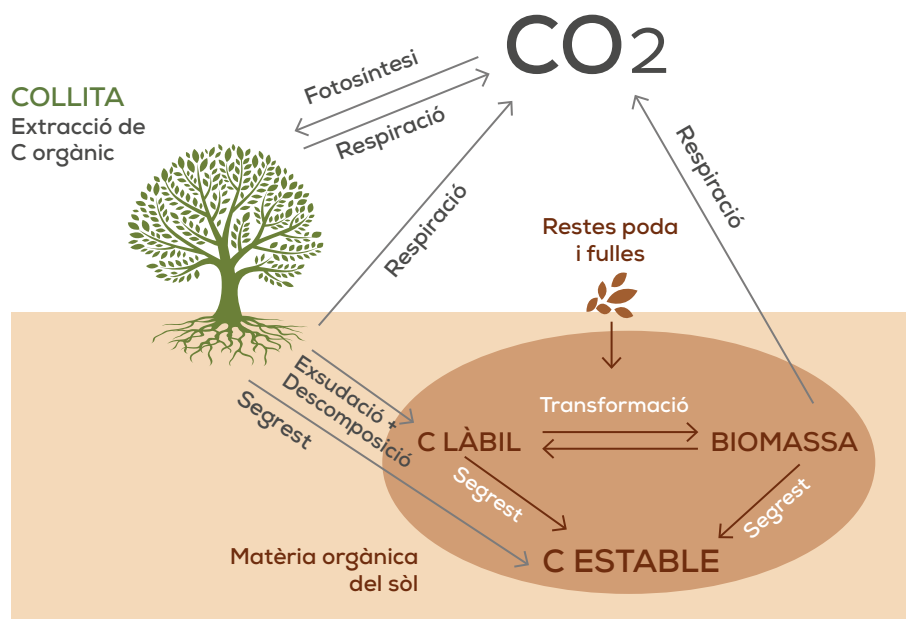 CO2
Fotosíntesi
Respiració
COLLITA
Extracció de
C orgànic
Respiració
Respiració
Restes poda
i fulles
Exsudació +
Descomposició
Segrest
Transformació
C LÀBIL
BIOMASSA
Segrest
Segrest
C ESTABLE
Matèria orgànica
del sòl